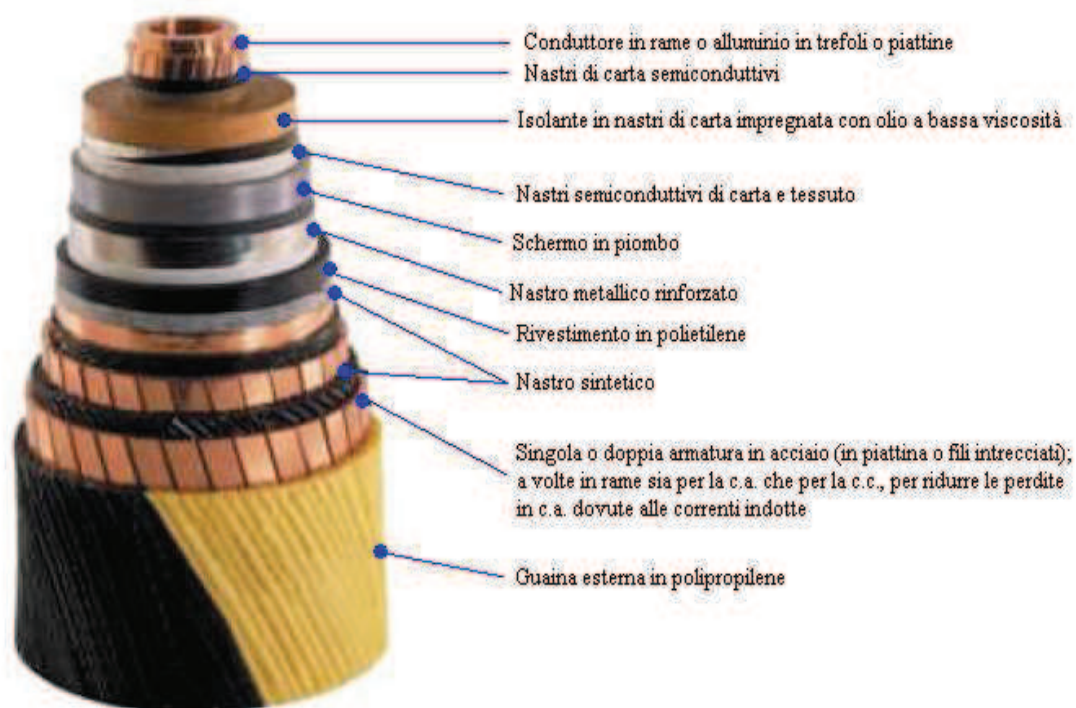 Conduttore in rame o alluminio in trefoli o piattine
Nastri di carta semiconduttivi
Isolante in nastri di carta impregnata con olio a bassa viscosità
Nastri semiconduttivi di carta e tessuto
Schermo in piombo
Nastro metallico rinforzato
Rivestimento in polietilene
Nastro sintetico
Singola o doppia armatura in acciaio (in piattina o fili intrecciati);
a volte in rame sia per la c.a. che per la c.c., per ridurre le perdite
in c.a. dovute alle correnti indotte
Guaina esterna in polipropilene